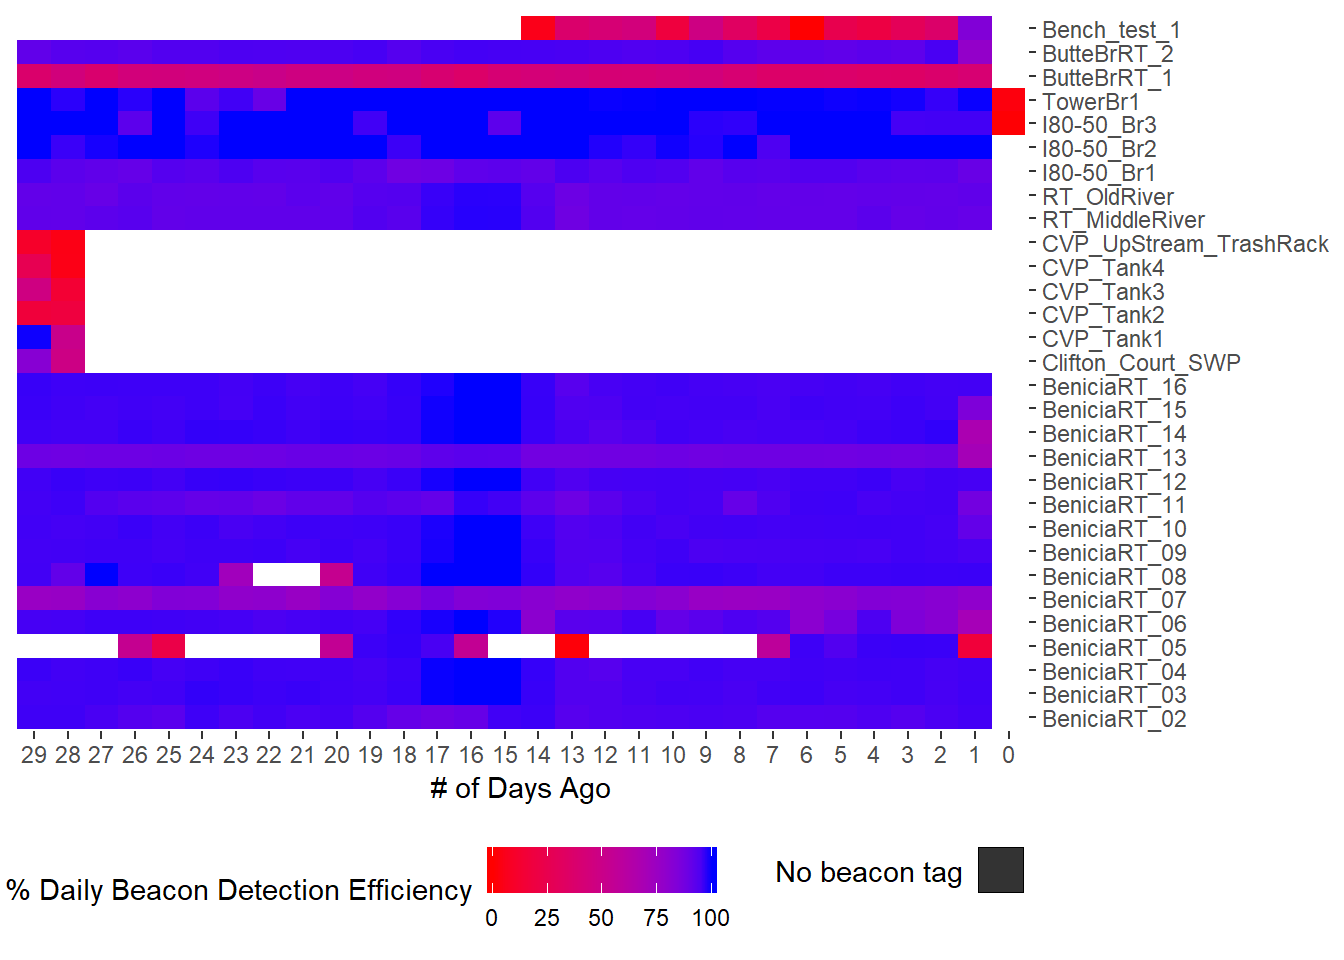 Bench_test_1
ButteBrRT_2
ButteBrRT_1
TowerBr1
I80-50_Br3
I80-50_Br2
I80-50_Br1
RT_OldRiver
RT_MiddleRiver
CVP_UpStream_TrashRack
CVP_Tank4
CVP_Tank3
CVP_Tank2
CVP_Tank1
Clifton_Court_SWP
BeniciaRT_16
BeniciaRT_15
BeniciaRT_14
BeniciaRT_13
BeniciaRT_12
BeniciaRT_11
BeniciaRT_10
BeniciaRT_09
BeniciaRT_08
BeniciaRT_07
BeniciaRT_06
BeniciaRT_05
BeniciaRT_04
BeniciaRT_03
BeniciaRT_02
29 28 27 26 25 24 23 22 21 20 19 18 17 16 15 14 13 12 11 10 9 8 7 6 5 4 3 2 1 0
# of Days Ago
% Daily Beacon Detection Efficiency
0 25 50 75 100
No beacon tag